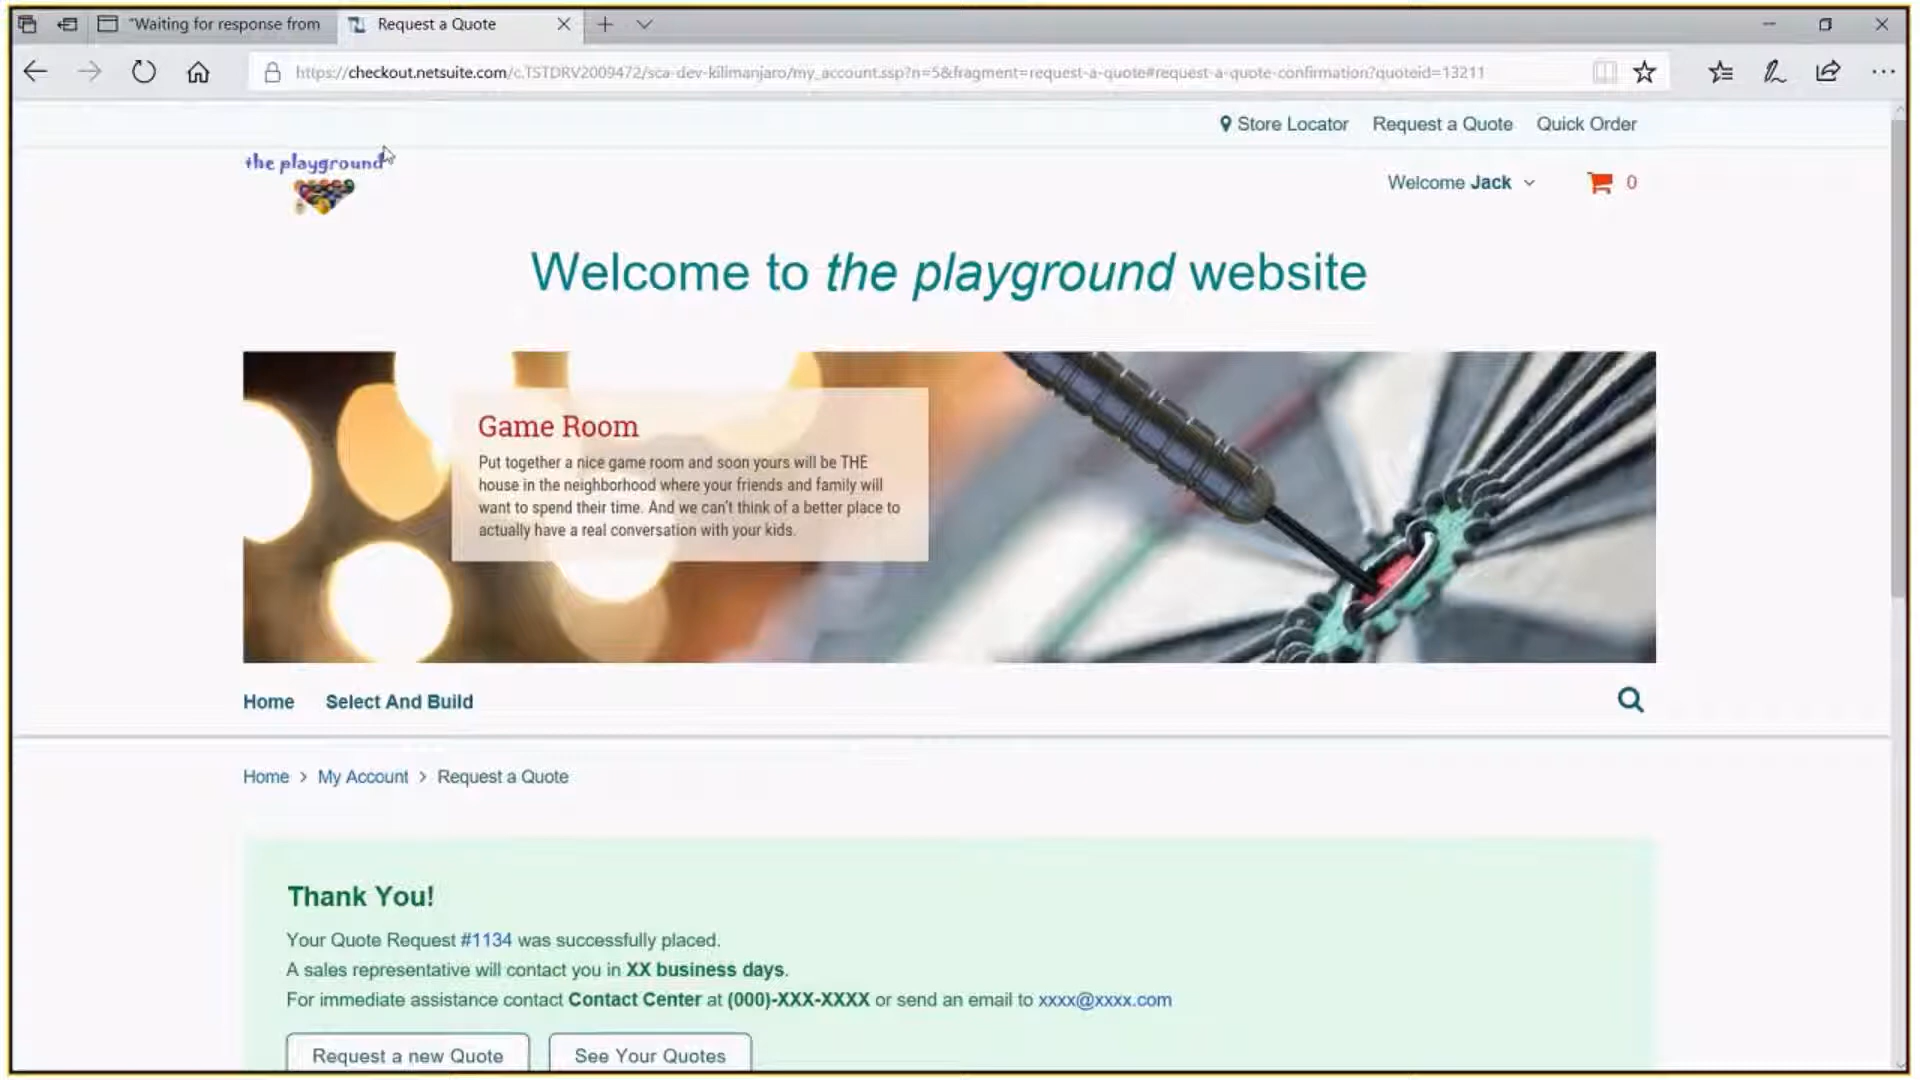 "Waiting for response from
Request a Quote
https://checkout.netsuite.com/c.TSTDRV2009472/sca-dev-kilimanjaro/my_account.ssp?n=5&fragment=request-a-quote#request-a-quote-confirmation?quoteid=13211
Store Locator Request a Quote Quick Order
the playground
Welcome Jack 0
Welcome to the playground website
Game Room
Put together a nice game room and soon yours will be THE
house in the neighborhood where your friends and family will
want to spend their time. And we can't think of a better place to
actually have a real conversation with your kids.
Home Select And Build
Home > My Account > Request a Quote
Thank You!
Your Quote Request #1134 was successfully placed.
A sales representative will contact you in XX business days.
For immediate assistance contact Contact Center at (000)-XXX-XXXX or send an email to xxxx@xxxx.com
Request a new Quote See Your Quotes